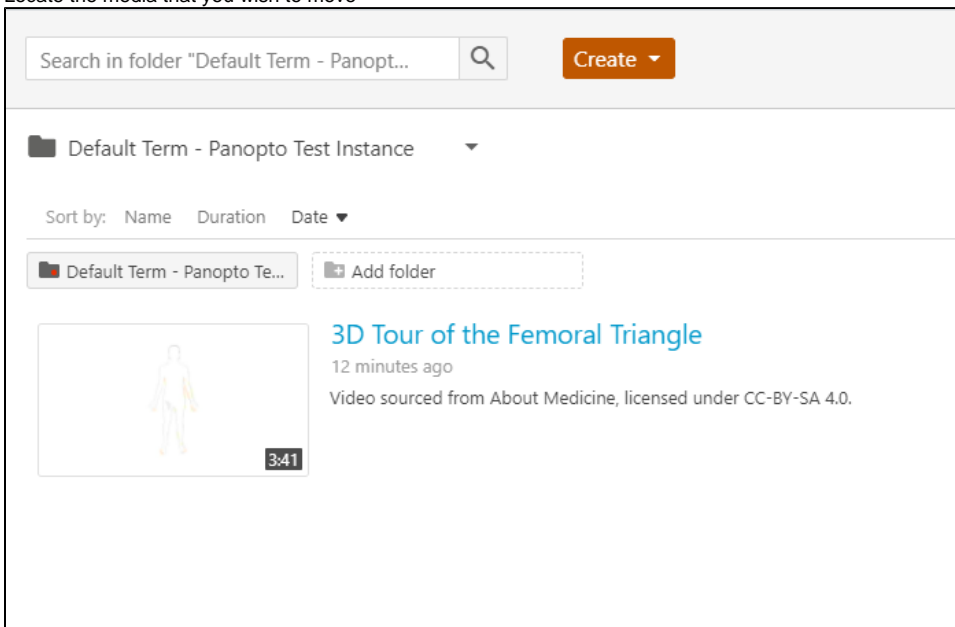 Locate the media that you wish to move
Search in folder "Default Term - Panopt...
Create
Default Term - Panopto Test Instance
Sort by: Name Duration Date
Default Term - Panopto Te...
Add folder
3D Tour of the Femoral Triangle
12 minutes ago
Video sourced from About Medicine, licensed under CC-BY-SA 4.0.
3:41